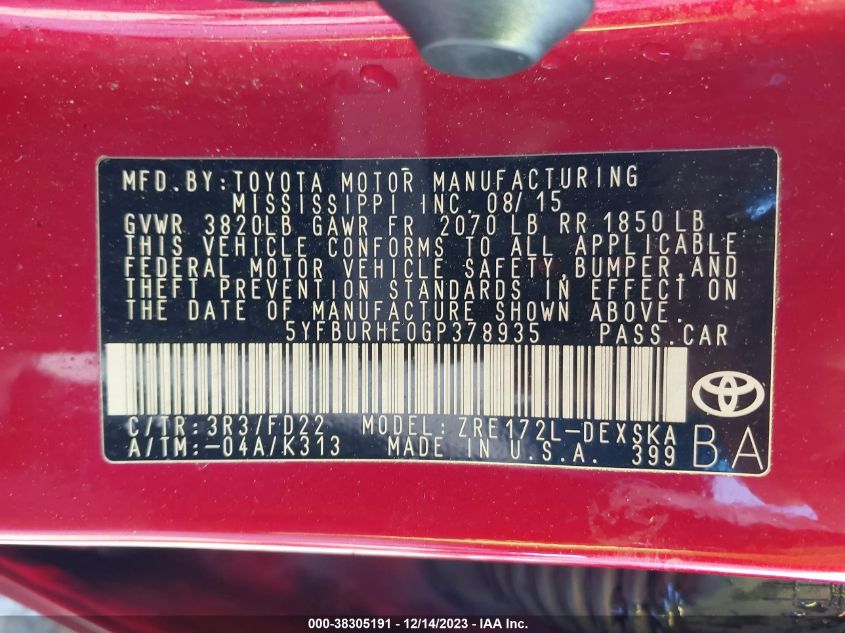 MFD.BY:TOYOTA MOTOR MANUFACTURING
MISSISSIPPI INC. 08/15
GVWR 3820LB GAWR FR 2070 LB RR 1850LB
THIS VEHICLE CONFORMS TO ALL APPLICABLE
FEDERAL MOTOR VEHICLE SAFETY,BUMPER,AND
THEFT PREVENTION STANDARDS IN EFFECT ON
THE DATE OF MANUFACTURE SHOWN ABOVE.
5YFBURHE0GP378935 PASS.CAR
C/TR:3R3/FD22 MODEL:ZRE172L-DEXSKA
A/TM:-04A/K313 MADE IN U.S.A. 399 BA
000-38305191 - 12/14/2023 - IAA Inc.